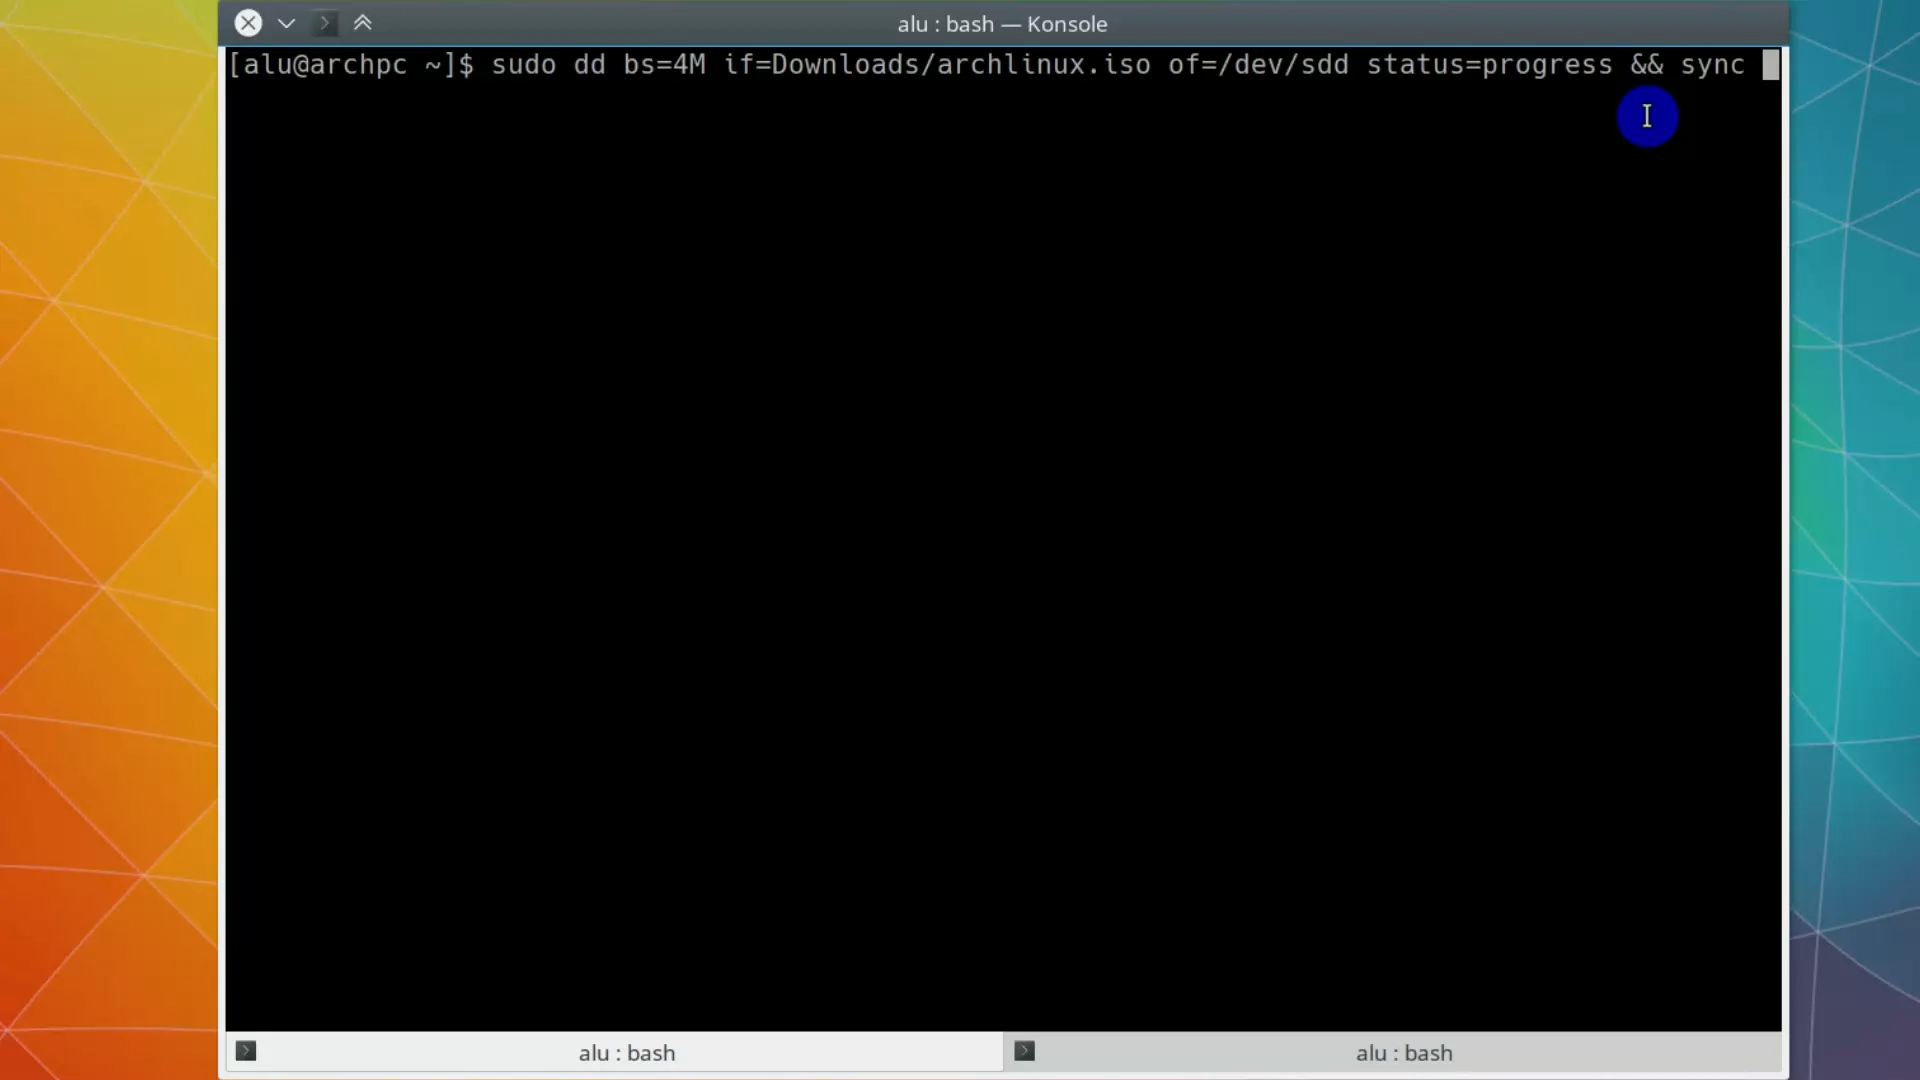 alu : bash — Konsole
[alu@archpc ~]$ sudo dd bs=4M if=Downloads/archlinux.iso of=/dev/sdd status=progress && sync
alu : bash
alu : bash